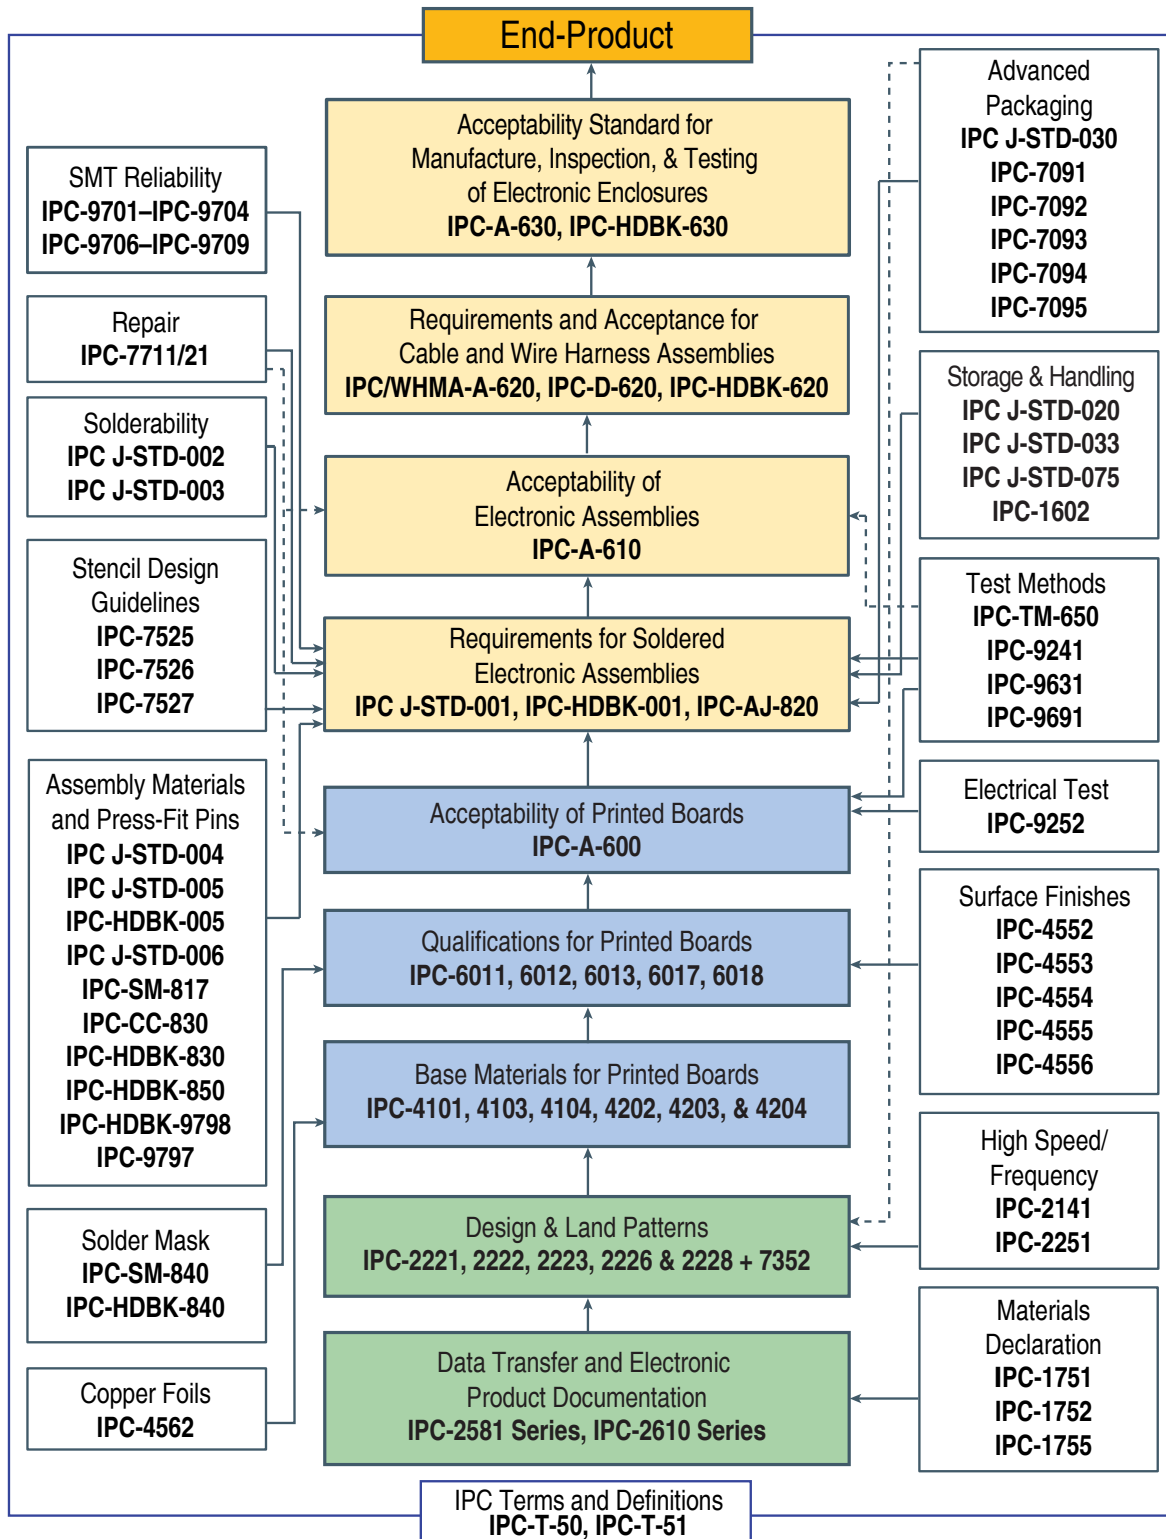 End-Product
Acceptability Standard for
Manufacture, Inspection, & Testing
of Electronic Enclosures
IPC-A-630, IPC-HDBK-630
Requirements and Acceptance for
Cable and Wire Harness Assemblies
IPC/WHMA-A-620, IPC-D-620, IPC-HDBK-620
Acceptability of
Electronic Assemblies
IPC-A-610
Requirements for Soldered
Electronic Assemblies
IPC J-STD-001, IPC-HDBK-001, IPC-AJ-820
Acceptability of Printed Boards
IPC-A-600
Qualifications for Printed Boards
IPC-6011, 6012, 6013, 6017, 6018
Base Materials for Printed Boards
IPC-4101, 4103, 4104, 4202, 4203, & 4204
Design & Land Patterns
IPC-2221, 2222, 2223, 2226 & 2228 + 7352
Data Transfer and Electronic
Product Documentation
IPC-2581 Series, IPC-2610 Series
SMT Reliability
IPC-9701–IPC-9704
IPC-9706–IPC-9709
Repair
IPC-7711/21
Solderability
IPC J-STD-002
IPC J-STD-003
Stencil Design
Guidelines
IPC-7525
IPC-7526
IPC-7527
Assembly Materials
and Press-Fit Pins
IPC J-STD-004
IPC J-STD-005
IPC-HDBK-005
IPC J-STD-006
IPC-SM-817
IPC-CC-830
IPC-HDBK-830
IPC-HDBK-850
IPC-HDBK-9798
IPC-9797
Solder Mask
IPC-SM-840
IPC-HDBK-840
Copper Foils
IPC-4562
Advanced
Packaging
IPC J-STD-030
IPC-7091
IPC-7092
IPC-7093
IPC-7094
IPC-7095
Storage & Handling
IPC J-STD-020
IPC J-STD-033
IPC J-STD-075
IPC-1602
Test Methods
IPC-TM-650
IPC-9241
IPC-9631
IPC-9691
Electrical Test
IPC-9252
Surface Finishes
IPC-4552
IPC-4553
IPC-4554
IPC-4555
IPC-4556
High Speed/
Frequency
IPC-2141
IPC-2251
Materials
Declaration
IPC-1751
IPC-1752
IPC-1755
IPC Terms and Definitions
IPC-T-50, IPC-T-51